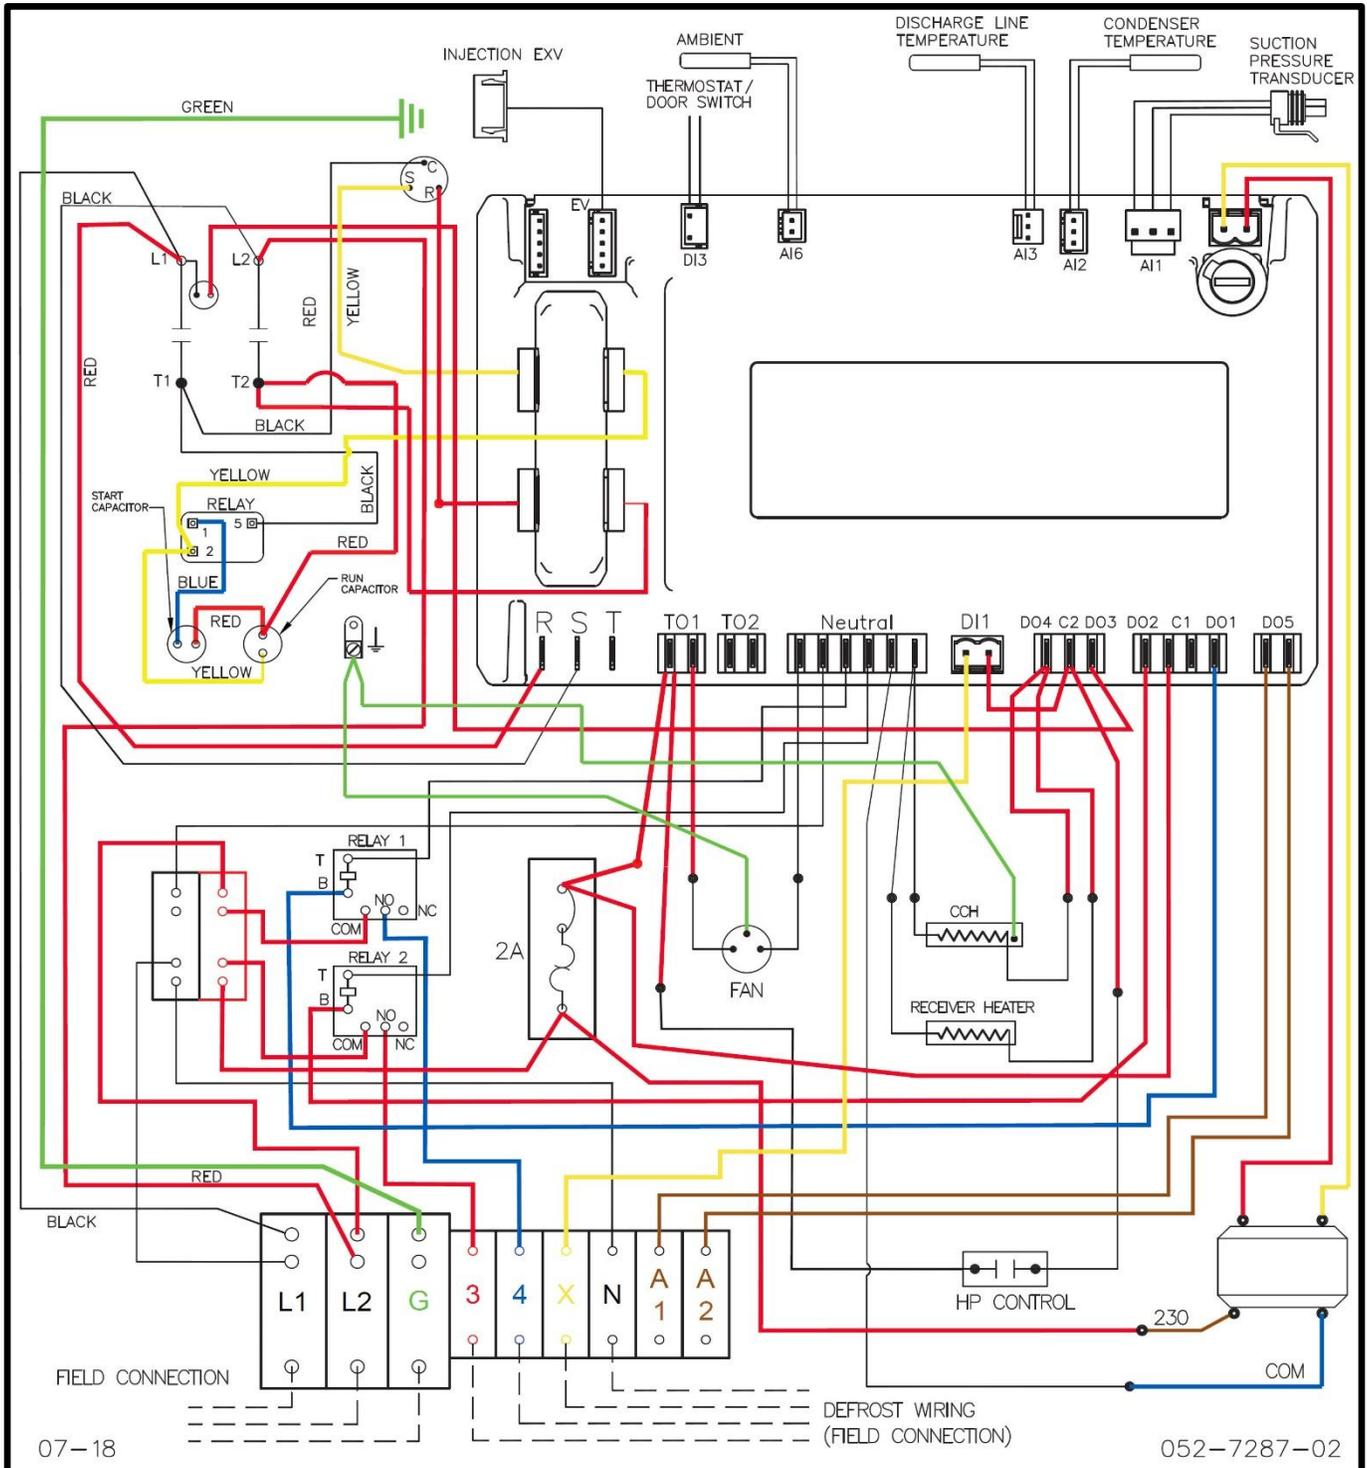 DISCHARGE LINE
TEMPERATURE
CONDENSER
TEMPERATURE
SUCTION
PRESSURE
TRANSDUCER
AMBIENT
INJECTION EXV
THERMOSTAT/
DOOR SWITCH
GREEN
C
S
R
BLACK
EV
DI3
AI6
AI3
AI2
AI1
L1
L2
RED
YELLOW
RED
T1
T2
BLACK
BLACK
YELLOW
START
CAPACITOR
RELAY
1
5
2
RED
BLUE
RUN
CAPACITOR
RED
YELLOW
R S T
TO1 TO2
Neutral
DI1
DO4 C2 DO3
DO2 C1 DO1
DO5
RELAY 1
T
B
NO
NC
COM
RELAY 2
T
B
NO
COM
NC
2A
FAN
CCH
RECEIVER HEATER
RED
BLACK
L1 L2 G 3 4 X N A1 A2
HP CONTROL
230
COM
FIELD CONNECTION
DEFROST WIRING
(FIELD CONNECTION)
07-18
052-7287-02